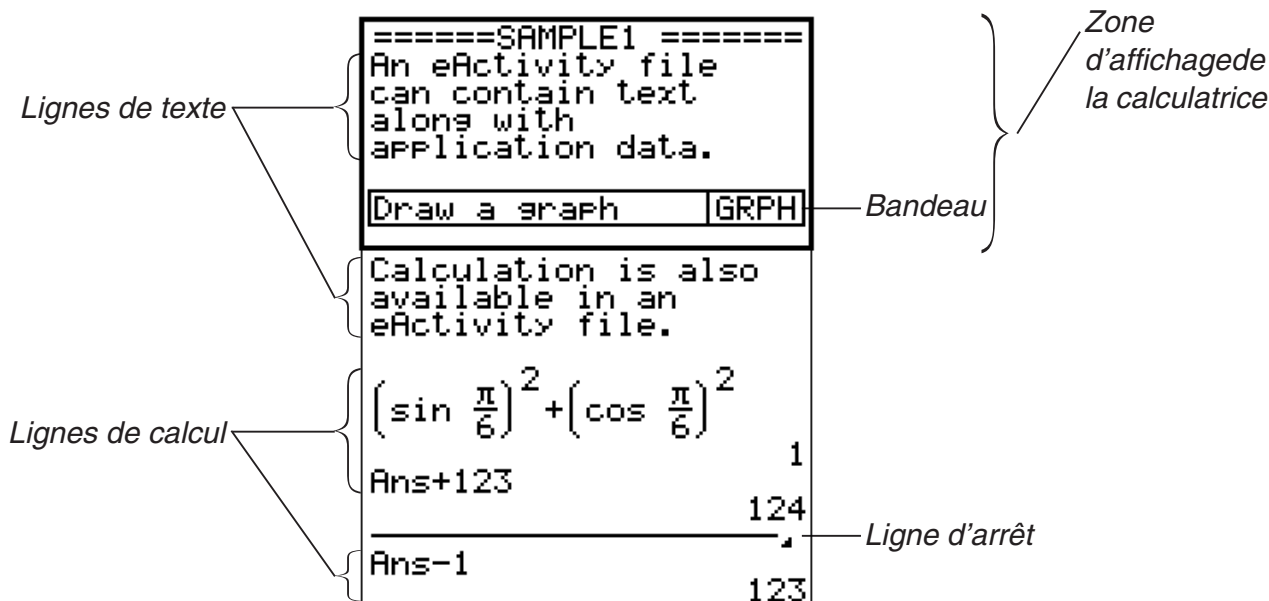 ======SAMPLE1 =======
An eActivity file
can contain text
along with
application data.
Draw a graph GRPH
Calculation is also
available in an
eActivity file.
(sin π/6)²+(cos π/6)²
1
Ans+123
124
Ans-1
123
Lignes de texte
Lignes de calcul
Zone
d'affichagede
la calculatrice
Bandeau
Ligne d'arrêt